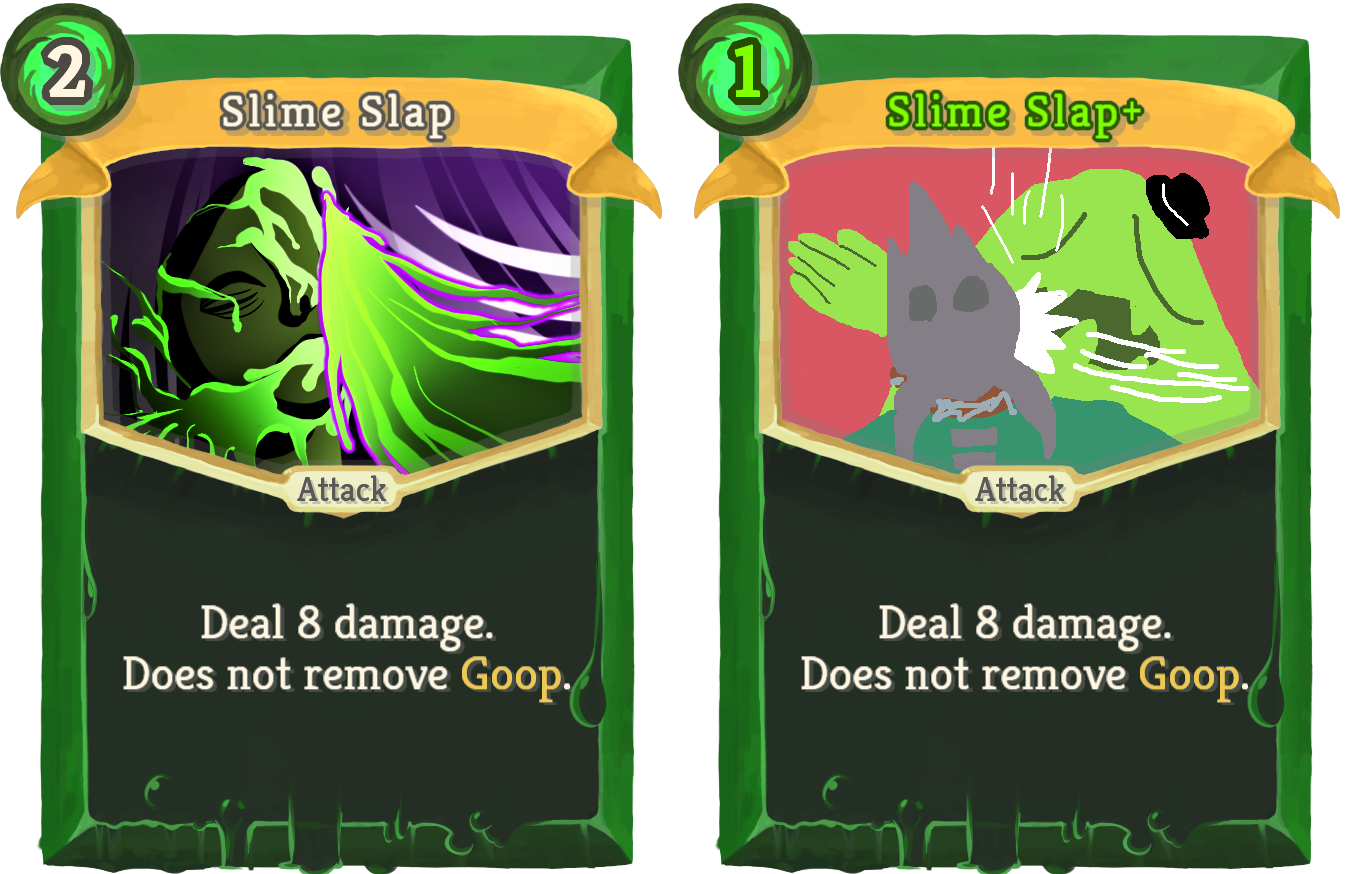 2
Slime Slap
Attack
Deal 8 damage.
Does not remove Goop.
1
Slime Slap+
Attack
Deal 8 damage.
Does not remove Goop.